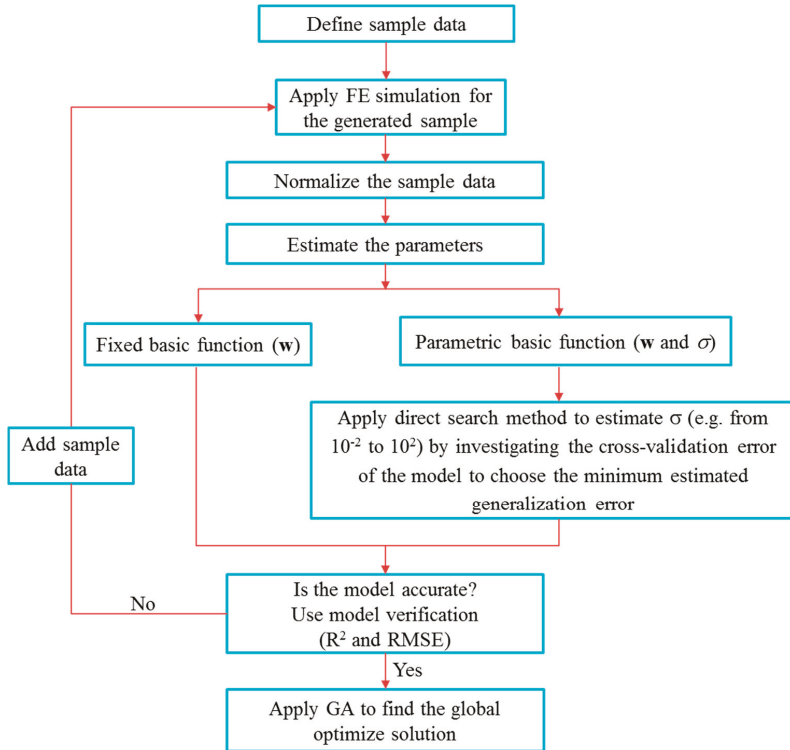 Define sample data
Apply FE simulation for
the generated sample
Normalize the sample data
Estimate the parameters
Fixed basic function (w)
Parametric basic function (w and σ)
Apply direct search method to estimate σ (e.g. from
10⁻² to 10²) by investigating the cross-validation error
of the model to choose the minimum estimated
generalization error
Add sample
data
Is the model accurate?
Use model verification
(R² and RMSE)
No
Yes
Apply GA to find the global
optimize solution